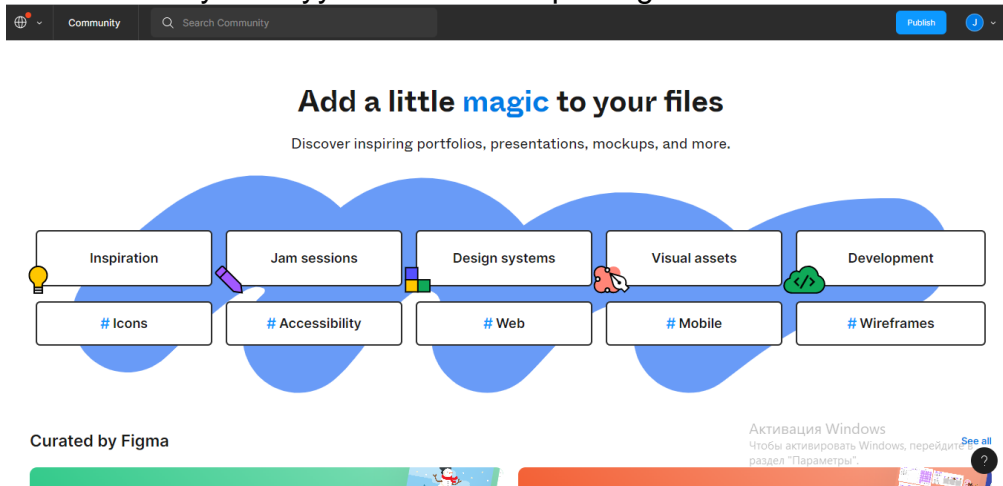 Community
Search Community
Publish
J
Add a little magic to your files
Discover inspiring portfolios, presentations, mockups, and more.
Inspiration
Jam sessions
Design systems
Visual assets
Development
</>
# Icons
# Accessibility
# Web
# Mobile
# Wireframes
Curated by Figma
See all
Активация Windows
Чтобы активировать Windows, перейдите в
раздел "Параметры".
?